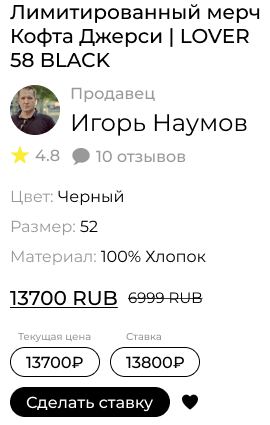 Лимитированный мерч
Кофта Джерси | LOVER
58 BLACK
Продавец
Игорь Наумов
4.8 10 отзывов
Цвет: Черный
Размер: 52
Материал: 100% Хлопок
13700 RUB 6999 RUB
Текущая цена Ставка
13700₽ 13800₽
Сделать ставку